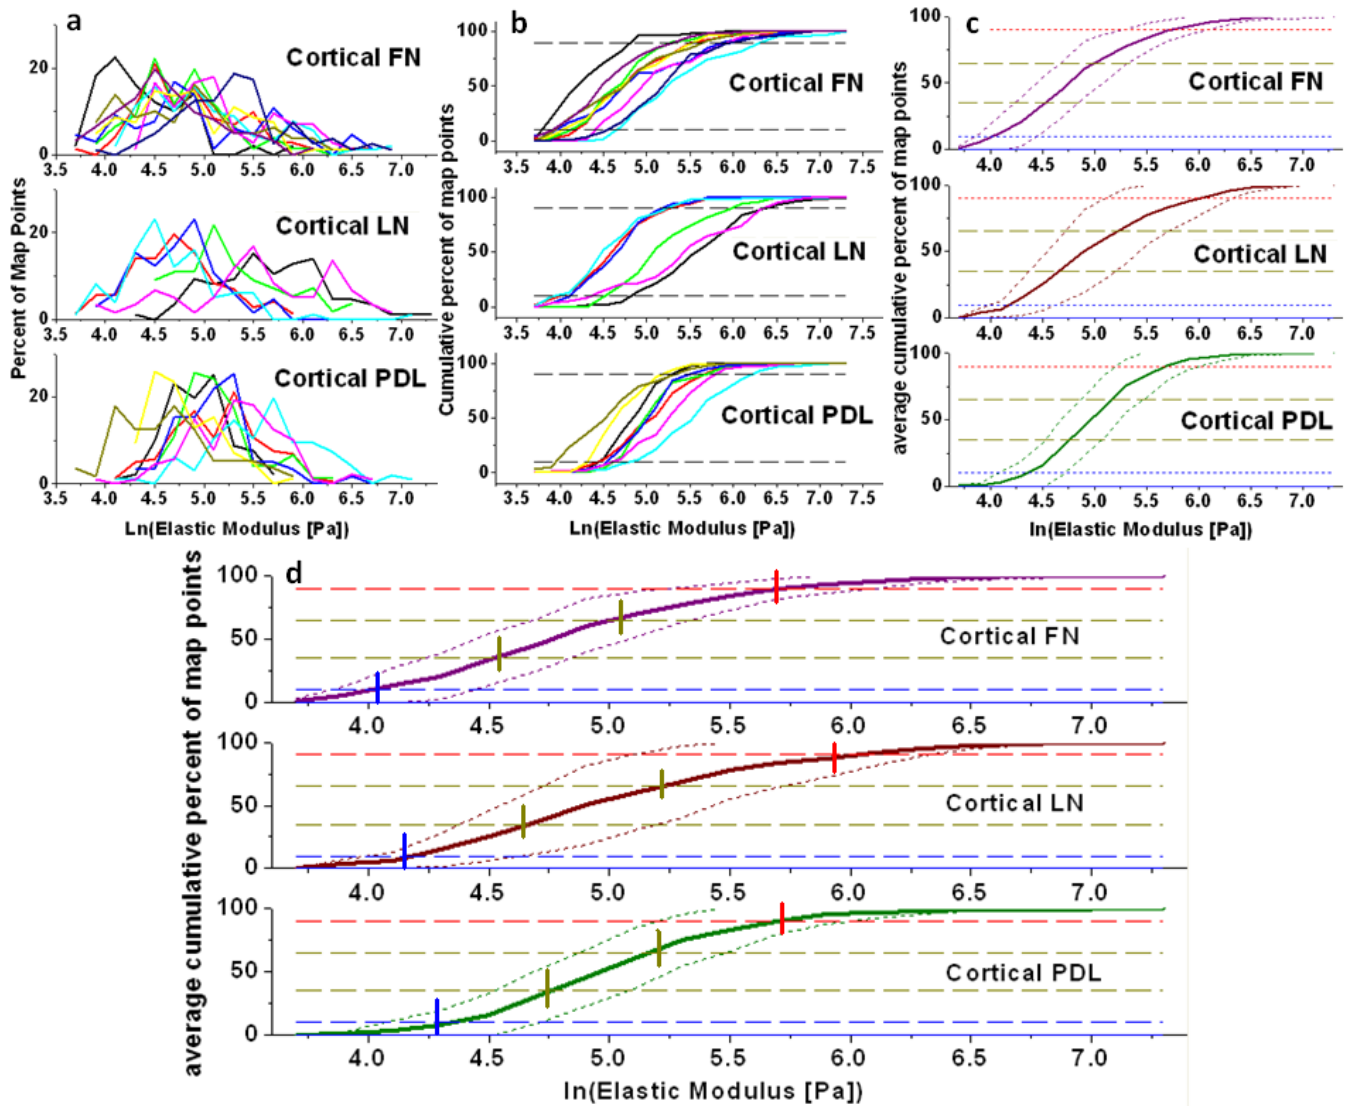 a
Cortical FN
20
0
3.5 4.0 4.5 5.0 5.5 6.0 6.5 7.0
Cortical LN
20
0
3.5 4.0 4.5 5.0 5.5 6.0 6.5 7.0
Cortical PDL
20
0
3.5 4.0 4.5 5.0 5.5 6.0 6.5 7.0
Percent of Map Points
Ln(Elastic Modulus [Pa])
b
100
50
0
Cortical FN
3.5 4.0 4.5 5.0 5.5 6.0 6.5 7.0 7.5
100
50
0
Cortical LN
3.5 4.0 4.5 5.0 5.5 6.0 6.5 7.0 7.5
100
50
0
Cortical PDL
3.5 4.0 4.5 5.0 5.5 6.0 6.5 7.0 7.5
Cumulative percent of map points
Ln(Elastic Modulus [Pa])
c
100
50
0
Cortical FN
4.0 4.5 5.0 5.5 6.0 6.5 7.0
100
50
0
Cortical LN
4.0 4.5 5.0 5.5 6.0 6.5 7.0
100
50
0
Cortical PDL
4.0 4.5 5.0 5.5 6.0 6.5 7.0
average cumulative percent of map points
ln(Elastic Modulus [Pa])
d
100
50
0
Cortical FN
4.0 4.5 5.0 5.5 6.0 6.5 7.0
100
50
0
Cortical LN
4.0 4.5 5.0 5.5 6.0 6.5 7.0
100
50
0
Cortical PDL
4.0 4.5 5.0 5.5 6.0 6.5 7.0
average cumulative percent of map points
ln(Elastic Modulus [Pa])